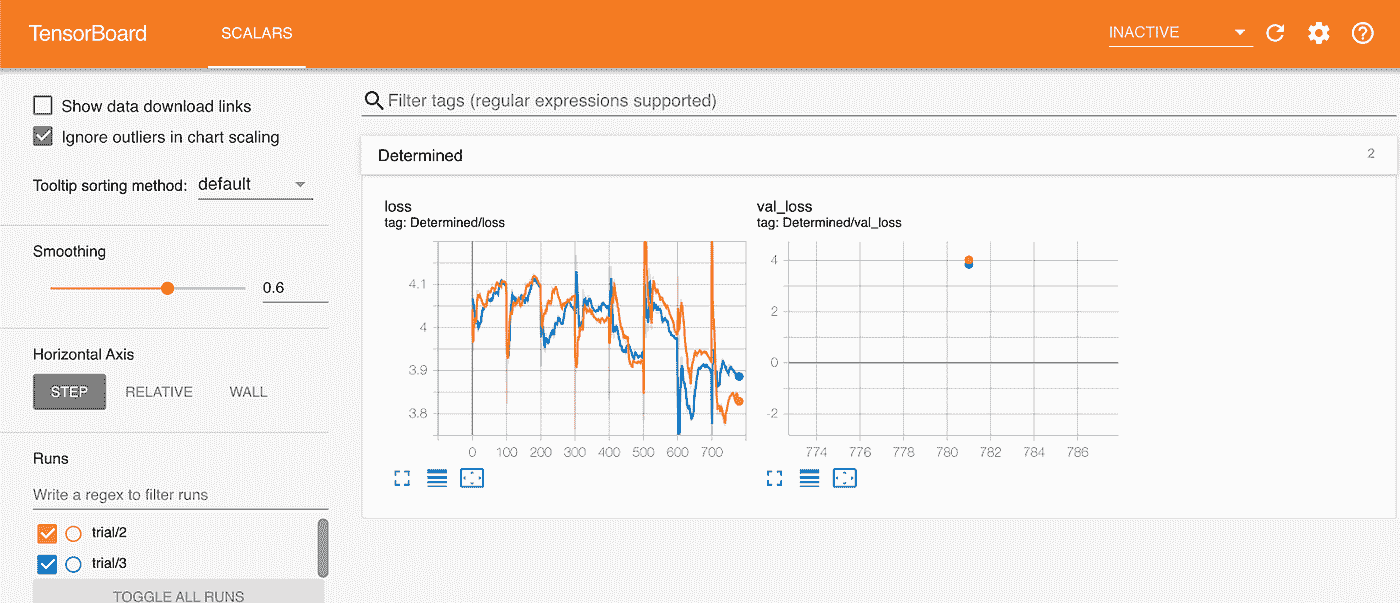 TensorBoard SCALARS INACTIVE
Show data download links
Ignore outliers in chart scaling
Tooltip sorting method: default
Smoothing
0.6
Horizontal Axis
STEP RELATIVE WALL
Runs
Write a regex to filter runs
trial/2
trial/3
TOGGLE ALL RUNS
Filter tags (regular expressions supported)
Determined 2
loss
tag: Determined/loss
4.1
4
3.9
3.8
0 100 200 300 400 500 600 700
val_loss
tag: Determined/val_loss
4
2
0
-2
774 776 778 780 782 784 786